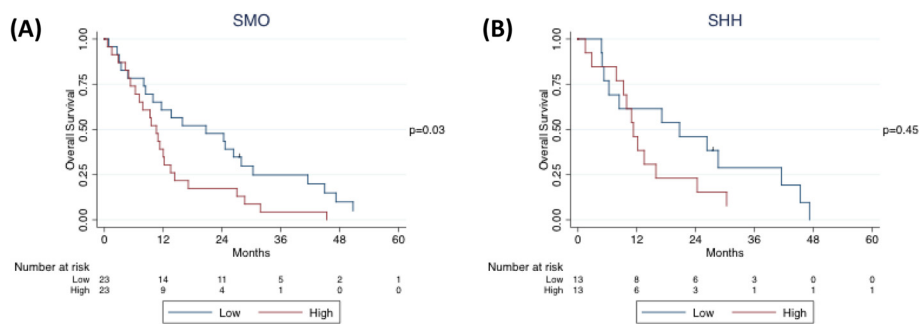 (A)
SMO
Overall Survival
1.00
0.75
0.50
0.25
0.00
p=0.03
0 12 24 36 48 60
Months
Number at risk
Low 23 14 11 5 2 1
High 23 9 4 1 0 0
Low High
(B)
SHH
Overall Survival
1.00
0.75
0.50
0.25
0.00
p=0.45
0 12 24 36 48 60
Months
Number at risk
Low 13 8 6 3 0 0
High 13 6 3 1 1 1
Low High